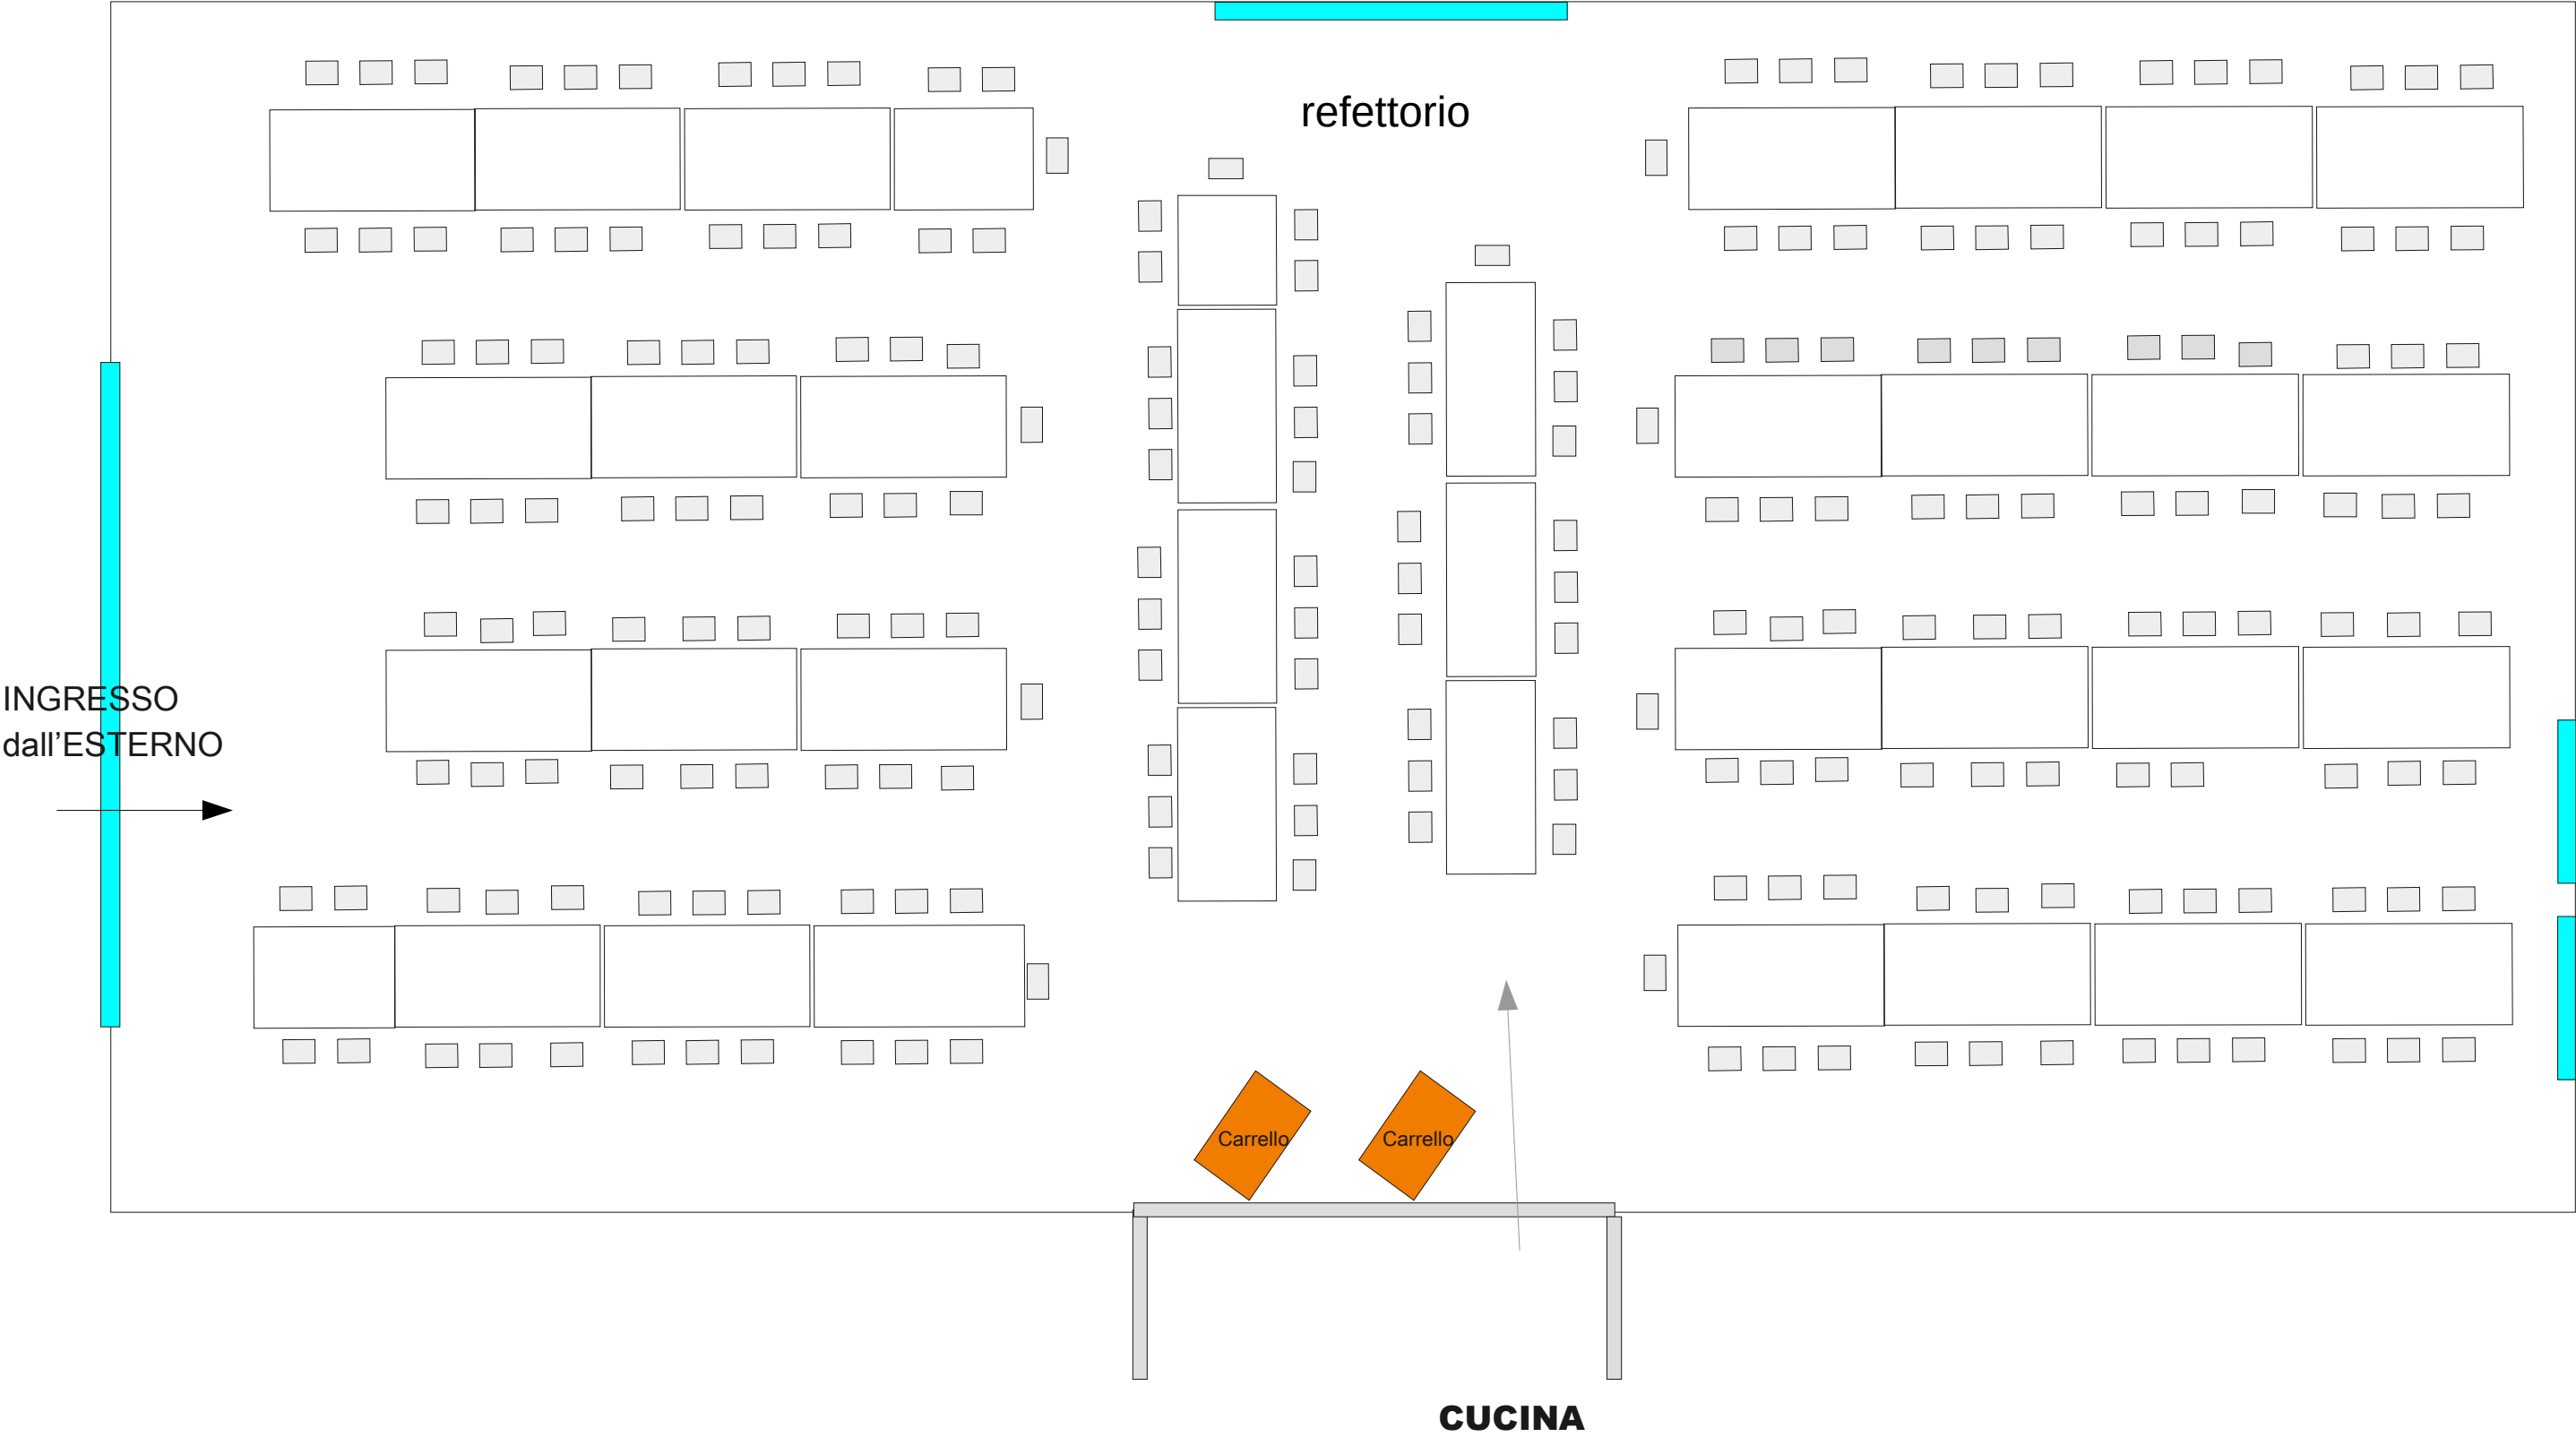 refettorio
INGRESSO
dall’ESTERNO
Carrello
Carrello
CUCINA